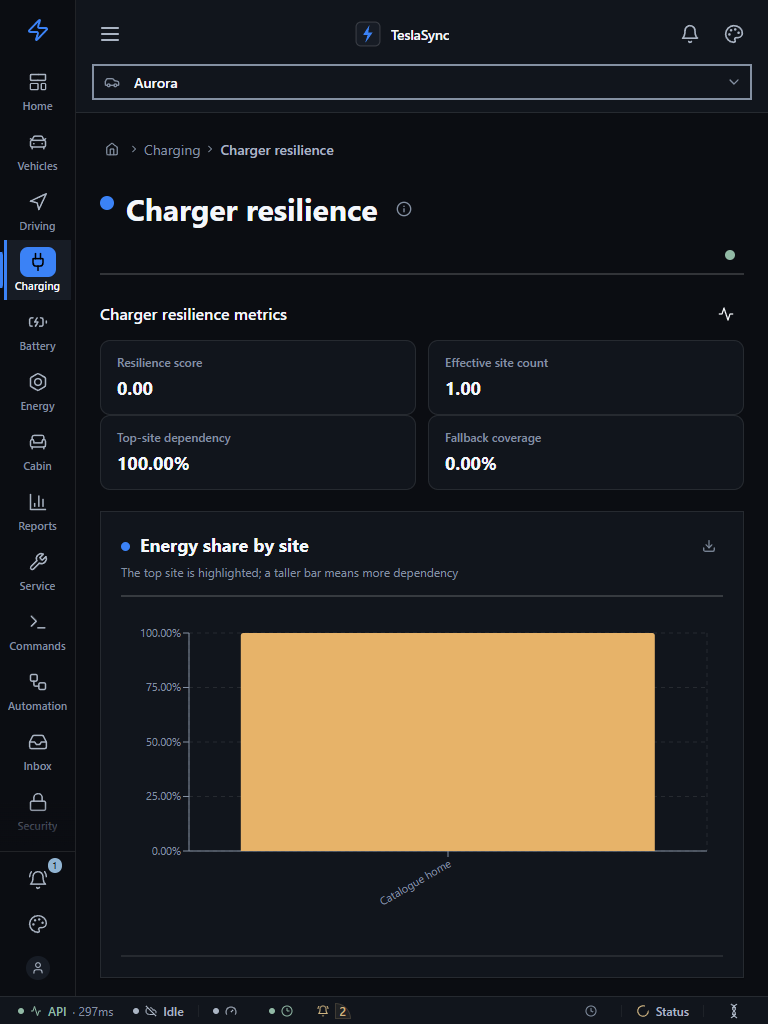 TeslaSync
Aurora
Home
Vehicles
Driving
Charging
Battery
Energy
Cabin
Reports
Service
Commands
Automation
Inbox
Security
1
Charging
Charger resilience
Charger resilience
Charger resilience metrics
Resilience score
0.00
Effective site count
1.00
Top-site dependency
100.00%
Fallback coverage
0.00%
Energy share by site
The top site is highlighted; a taller bar means more dependency
100.00%
75.00%
50.00%
25.00%
0.00%
Catalogue home
API · 297ms
Idle
2
Status